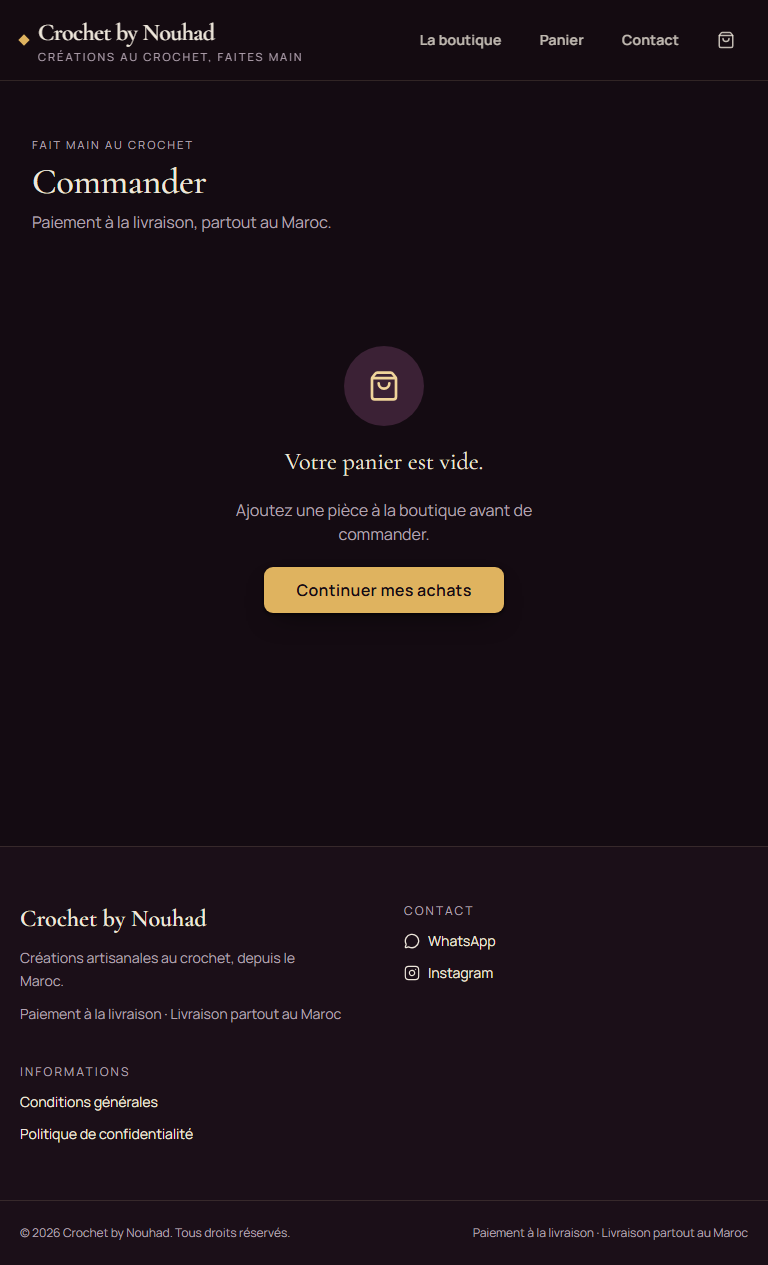 Crochet by Nouhad
CRÉATIONS AU CROCHET, FAITES MAIN
La boutique
Panier
Contact
FAIT MAIN AU CROCHET
Commander
Paiement à la livraison, partout au Maroc.
Votre panier est vide.
Ajoutez une pièce à la boutique avant de
commander.
Continuer mes achats
Crochet by Nouhad
Créations artisanales au crochet, depuis le
Maroc.
Paiement à la livraison · Livraison partout au Maroc
CONTACT
WhatsApp
Instagram
INFORMATIONS
Conditions générales
Politique de confidentialité
© 2026 Crochet by Nouhad. Tous droits réservés.
Paiement à la livraison · Livraison partout au Maroc